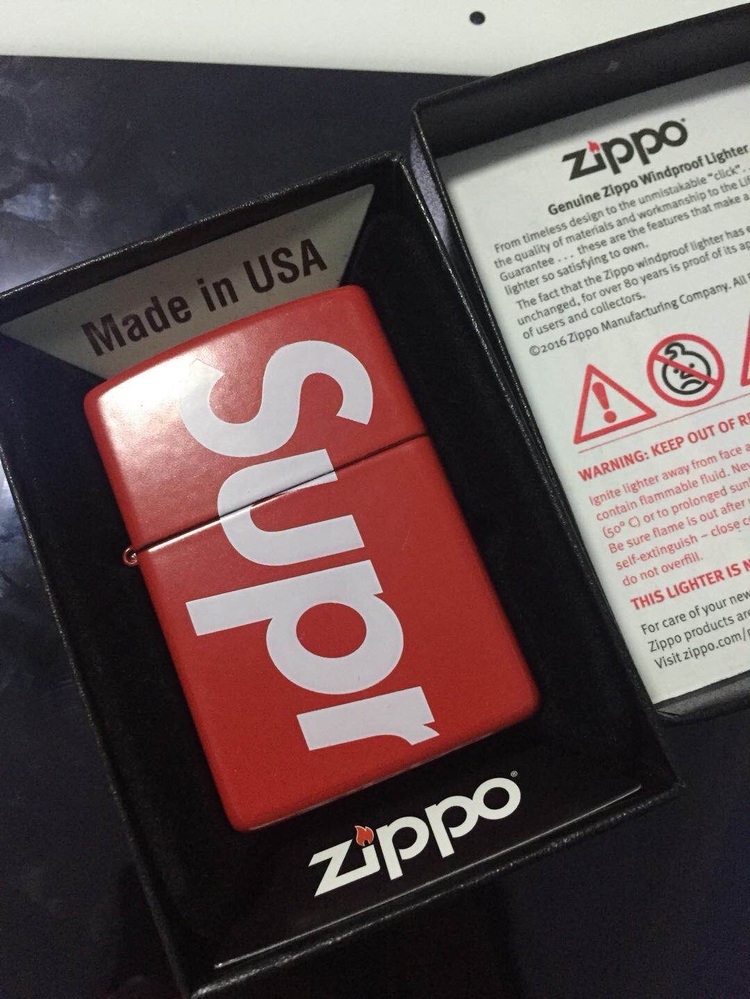 Made in USA
Supr
zippo®
zippo®
Genuine Zippo Windproof Lighter
From timeless design to the unmistakable "click" . .
the quality of materials and workmanship to the
Guarantee . . . these are the features that make a
lighter so satisfying to own.
The fact that the Zippo windproof lighter has
unchanged, for over 80 years is proof of its
of users and collectors.
©2016 Zippo Manufacturing Company. All
WARNING: KEEP OUT OF
Ignite lighter away from face
contain flammable fluid.
(50° C) or to prolonged
Be sure flame is out after
self-extinguish – close
do not overfill.
THIS LIGHTER IS
For care of your new
Zippo products
Visit zippo.com/